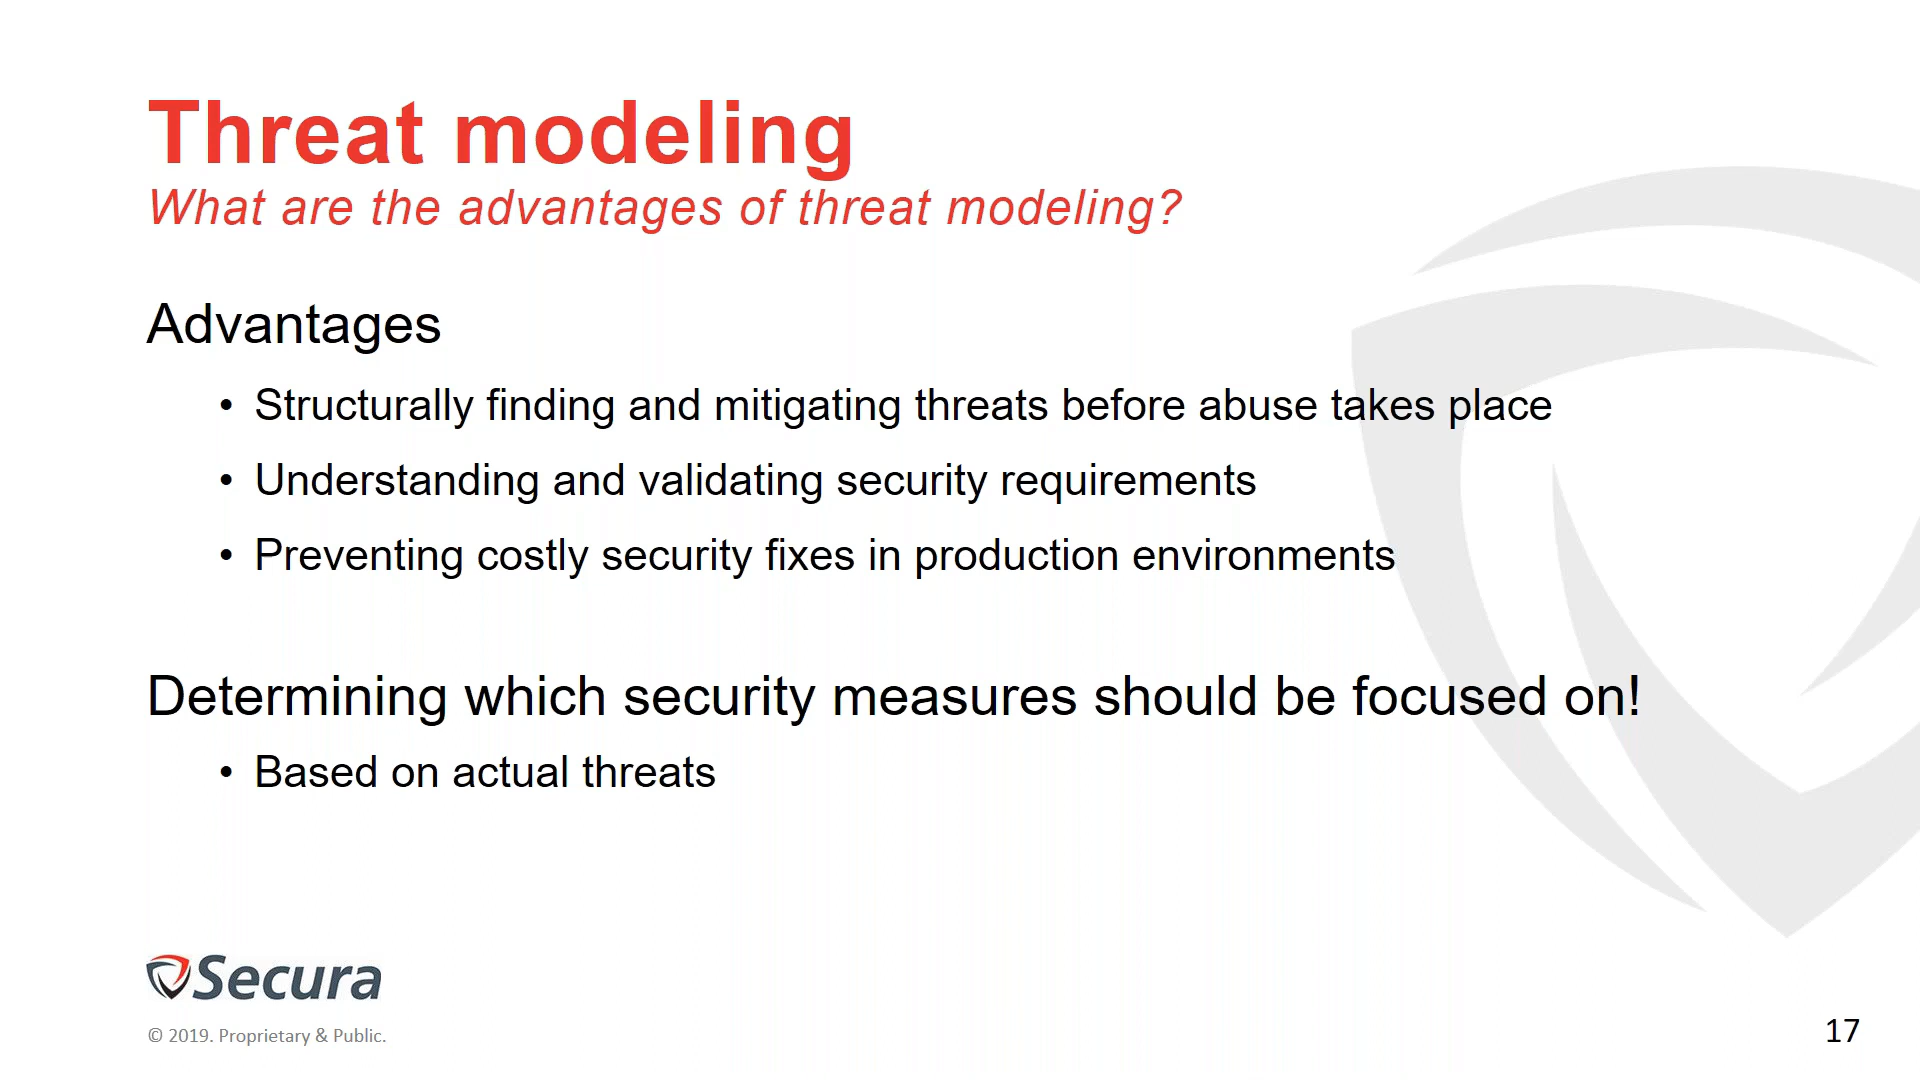 Threat modeling
What are the advantages of threat modeling?
Advantages
• Structurally finding and mitigating threats before abuse takes place
• Understanding and validating security requirements
• Preventing costly security fixes in production environments
Determining which security measures should be focused on!
• Based on actual threats
Secura
© 2019. Proprietary & Public.
17